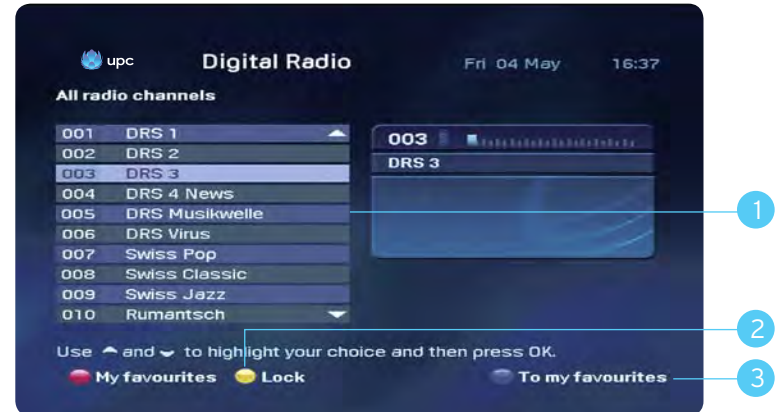 upc Digital Radio Fri 04 May 16:37
All radio channels
001 DRS 1
002 DRS 2
003 DRS 3
004 DRS 4 News
005 DRS Musikwelle
006 DRS Virus
007 Swiss Pop
008 Swiss Classic
009 Swiss Jazz
010 Rumantsch
003
DRS 3
1
2
Use and to highlight your choice and then press OK.
My favourites Lock To my favourites 3